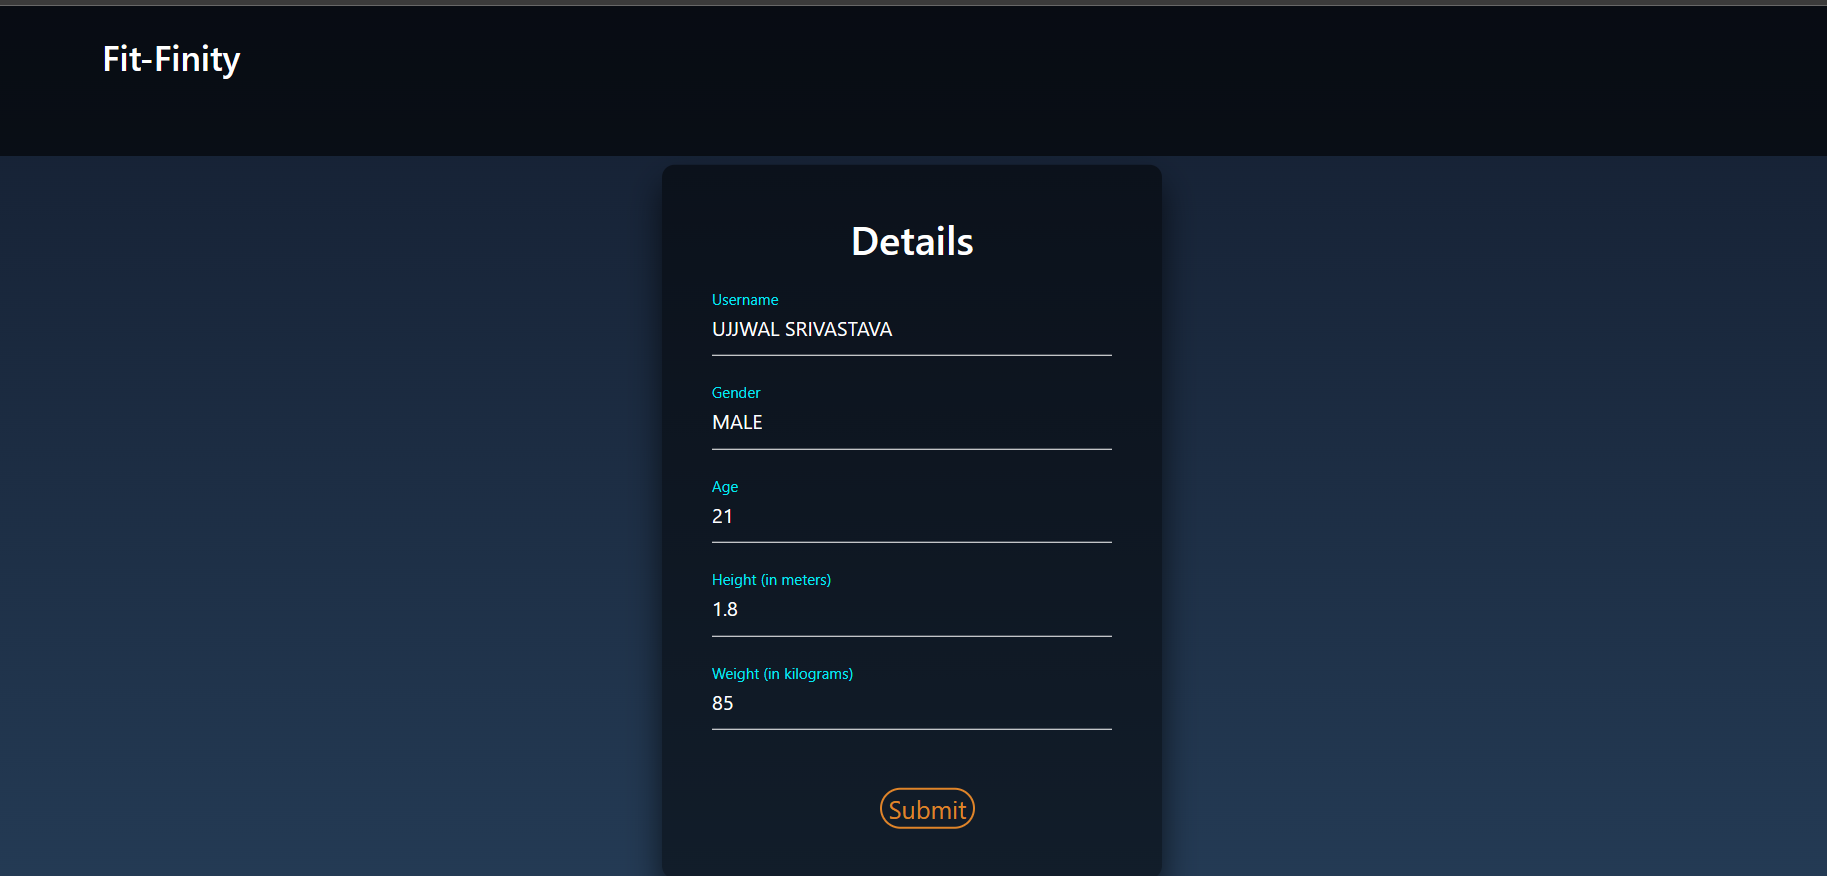 Fit-Finity
Details
Username
UJJWAL SRIVASTAVA
Gender
MALE
Age
21
Height (in meters)
1.8
Weight (in kilograms)
85
Submit